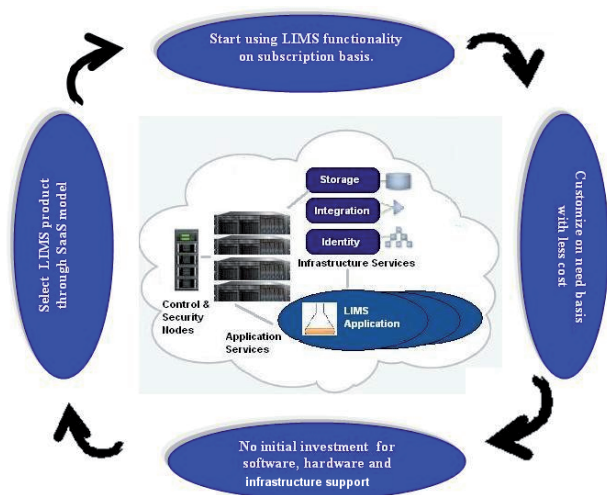 Start using LIMS functionality
on subscription basis.
Select LIMS product
through SaaS model
Customize on need basis
with less cost
Storage
Integration
Identity
Infrastructure Services
Control &
Security
Nodes
Application
Services
LIMS
Application
No initial investment for
software, hardware and
infrastructure support